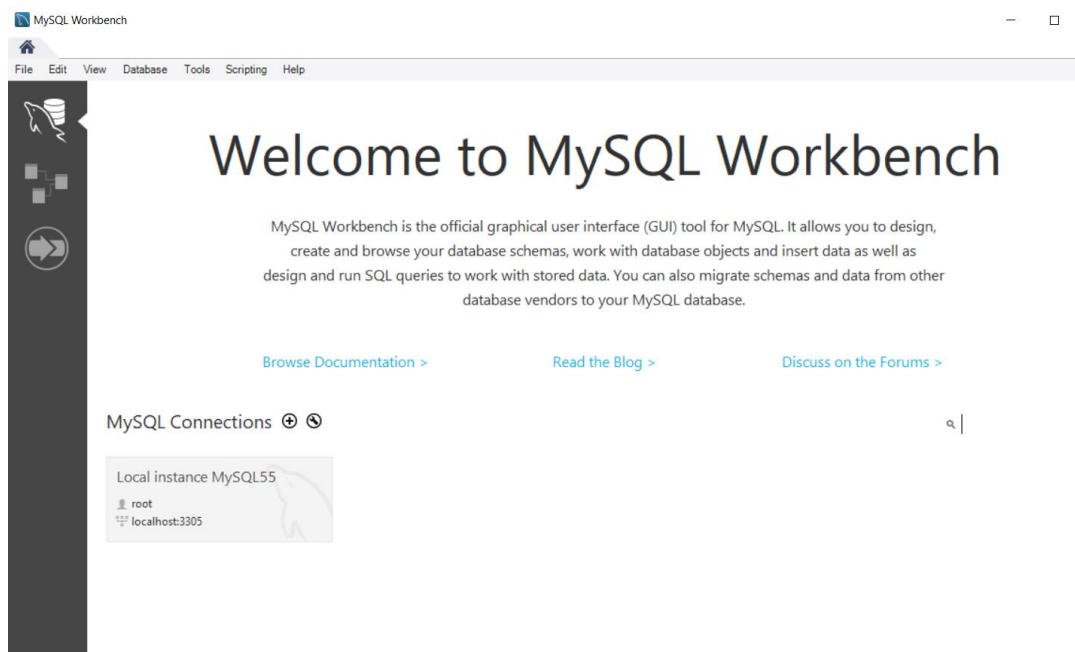 MySQL Workbench
File Edit View Database Tools Scripting Help
Welcome to MySQL Workbench
MySQL Workbench is the official graphical user interface (GUI) tool for MySQL. It allows you to design,
create and browse your database schemas, work with database objects and insert data as well as
design and run SQL queries to work with stored data. You can also migrate schemas and data from other
database vendors to your MySQL database.
Browse Documentation > Read the Blog > Discuss on the Forums >
MySQL Connections
Local instance MySQL55
root
localhost:3305